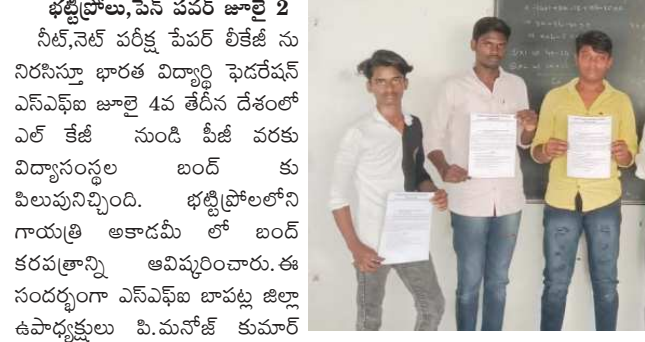 భట్టిప్రోలు,పెన్ పవర్ జూలై 2
నీట్,నెట్ పరీక్ష పేపర్ లీకేజీ ను
నిరసిస్తూ భారత విద్యార్థి ఫెడరేషన్
ఎస్ఎఫ్ఐ జూలై 4వ తేదీన దేశంలో
ఎల్ కేజీ నుండి పీజీ వరకు
విద్యాసంస్థల బంద్ కు
పిలుపునిచ్చింది. భట్టిప్రోలలోని
గాయత్రి అకాడమీ లో బంద్
కరపత్రాన్ని ఆవిష్కరించారు.ఈ
సందర్భంగా ఎస్ఎఫ్ఐ బాపట్ల జిల్లా
ఉపాధ్యక్షులు పి.మనోజ్ కుమార్